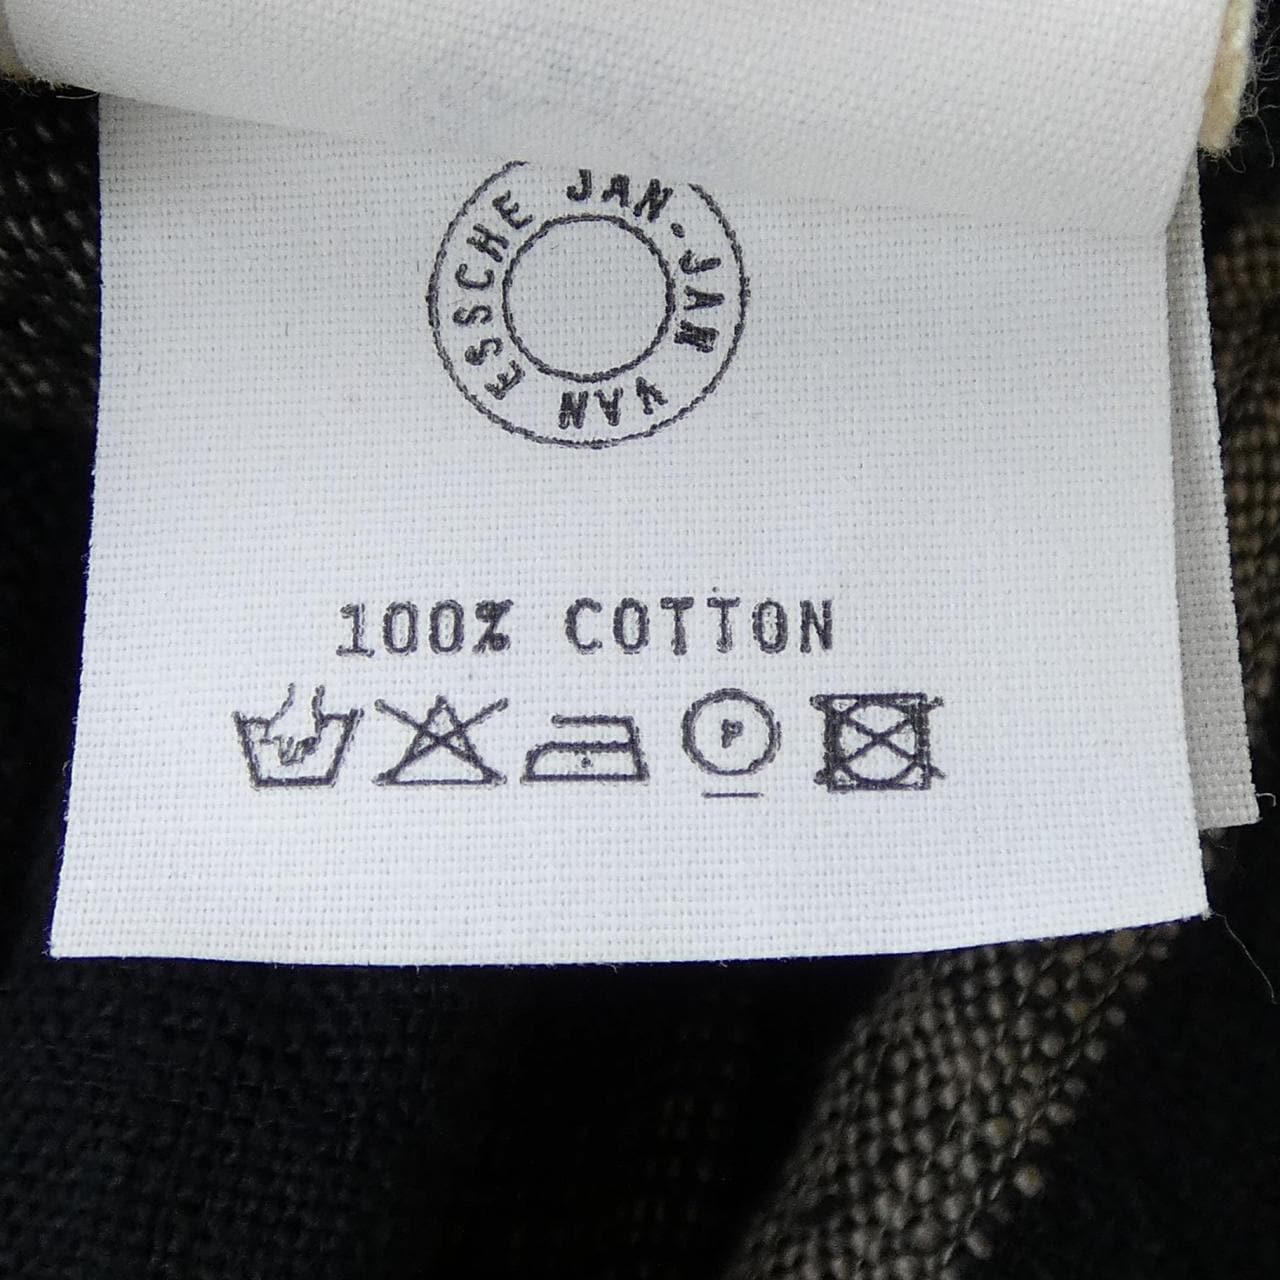 JAN-JAN VAN ESSCHE
100% COTTON
P